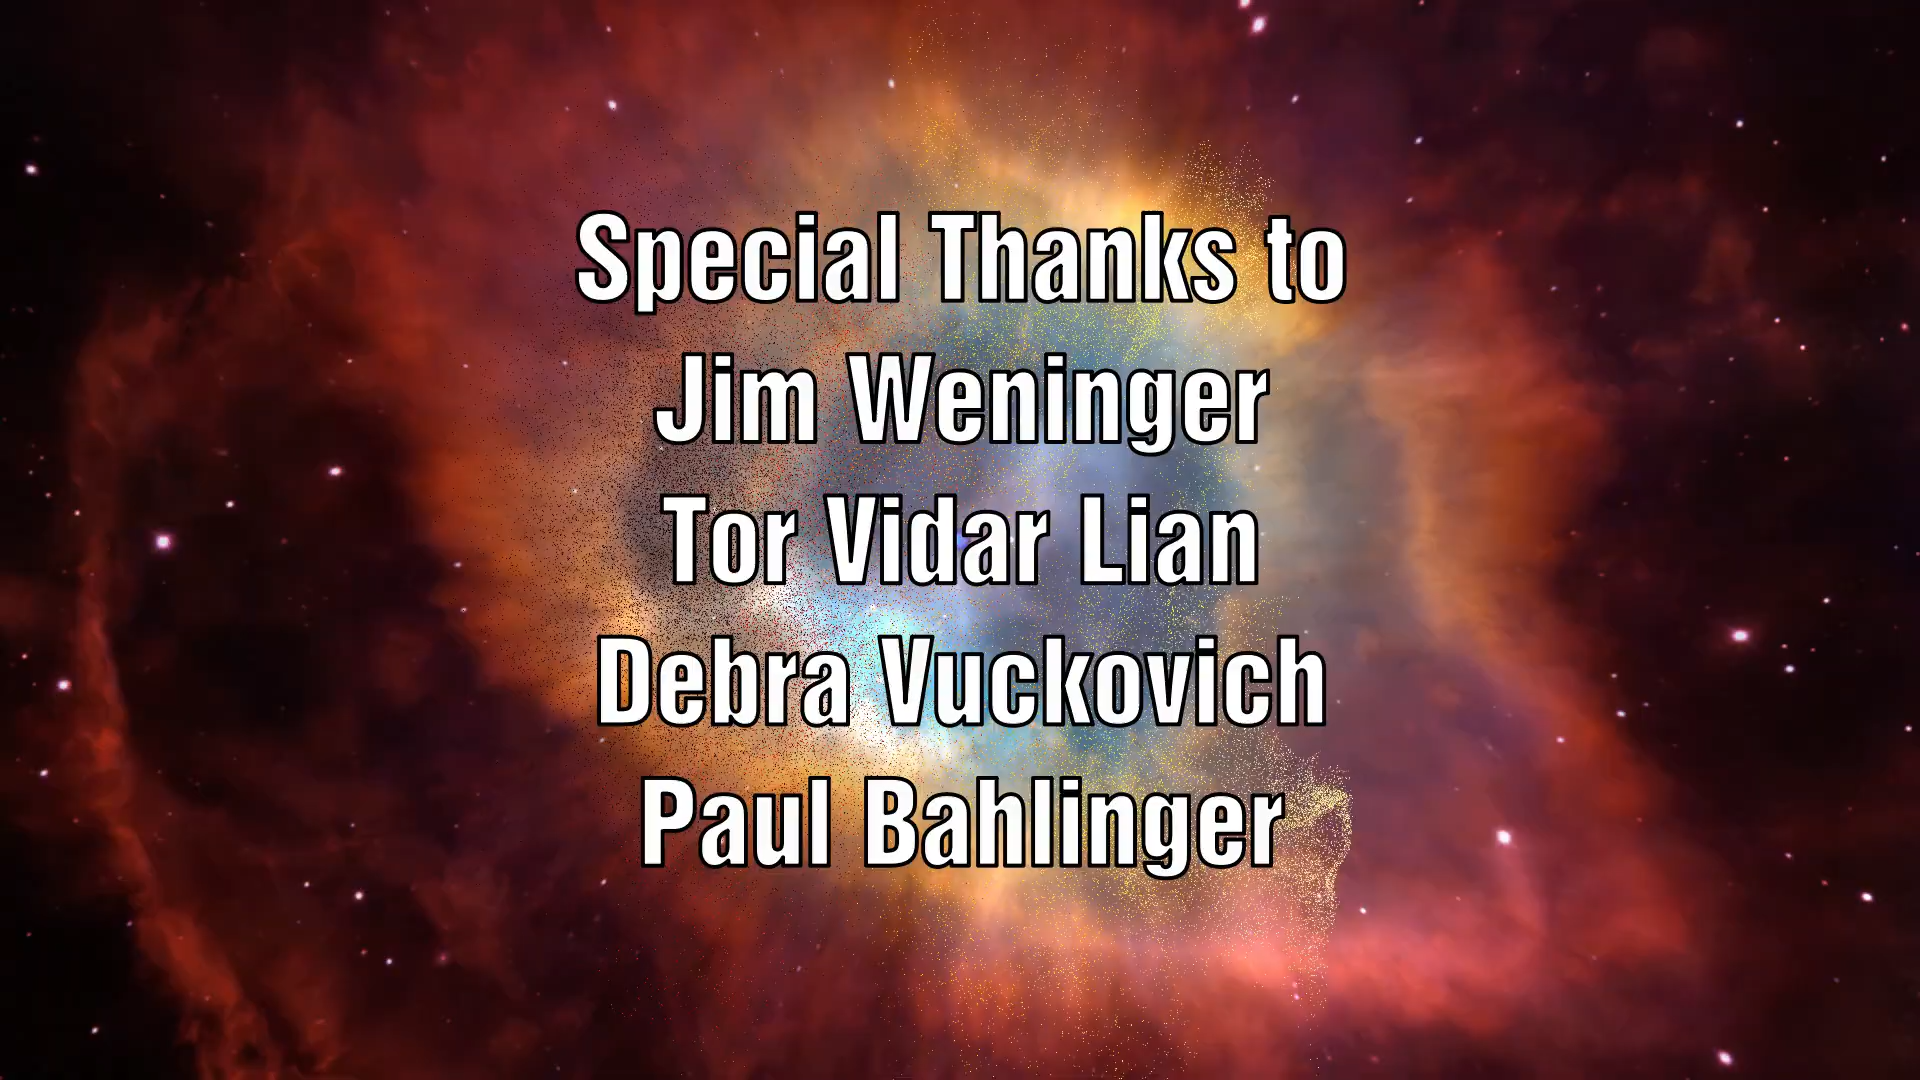 Special Thanks to
Jim Weninger
Tor Vidar Lian
Debra Vuckovich
Paul Bahlinger